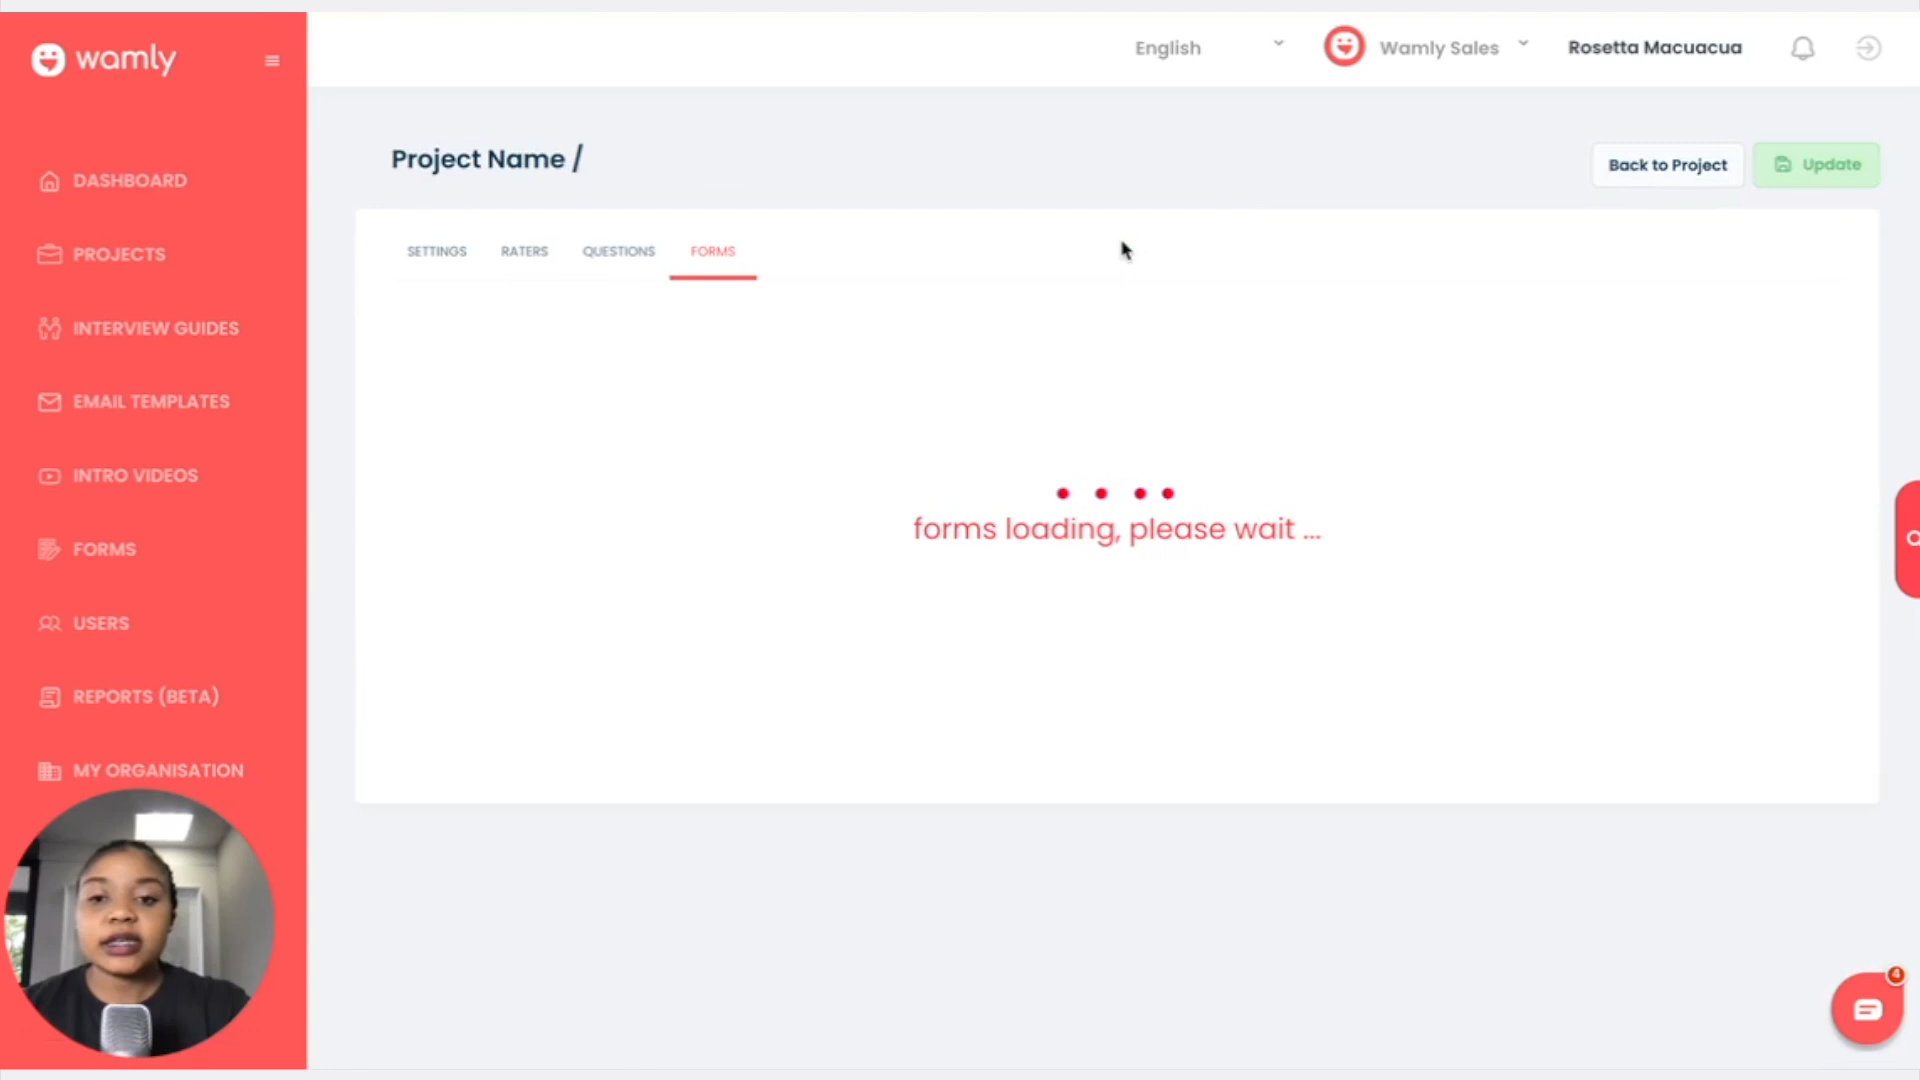 wamly
English
Wamly Sales
Rosetta Macuacua
DASHBOARD
PROJECTS
INTERVIEW GUIDES
EMAIL TEMPLATES
INTRO VIDEOS
FORMS
USERS
REPORTS (BETA)
MY ORGANISATION
Project Name /
Back to Project
Update
SETTINGS
RATERS
QUESTIONS
FORMS
forms loading, please wait ...
4